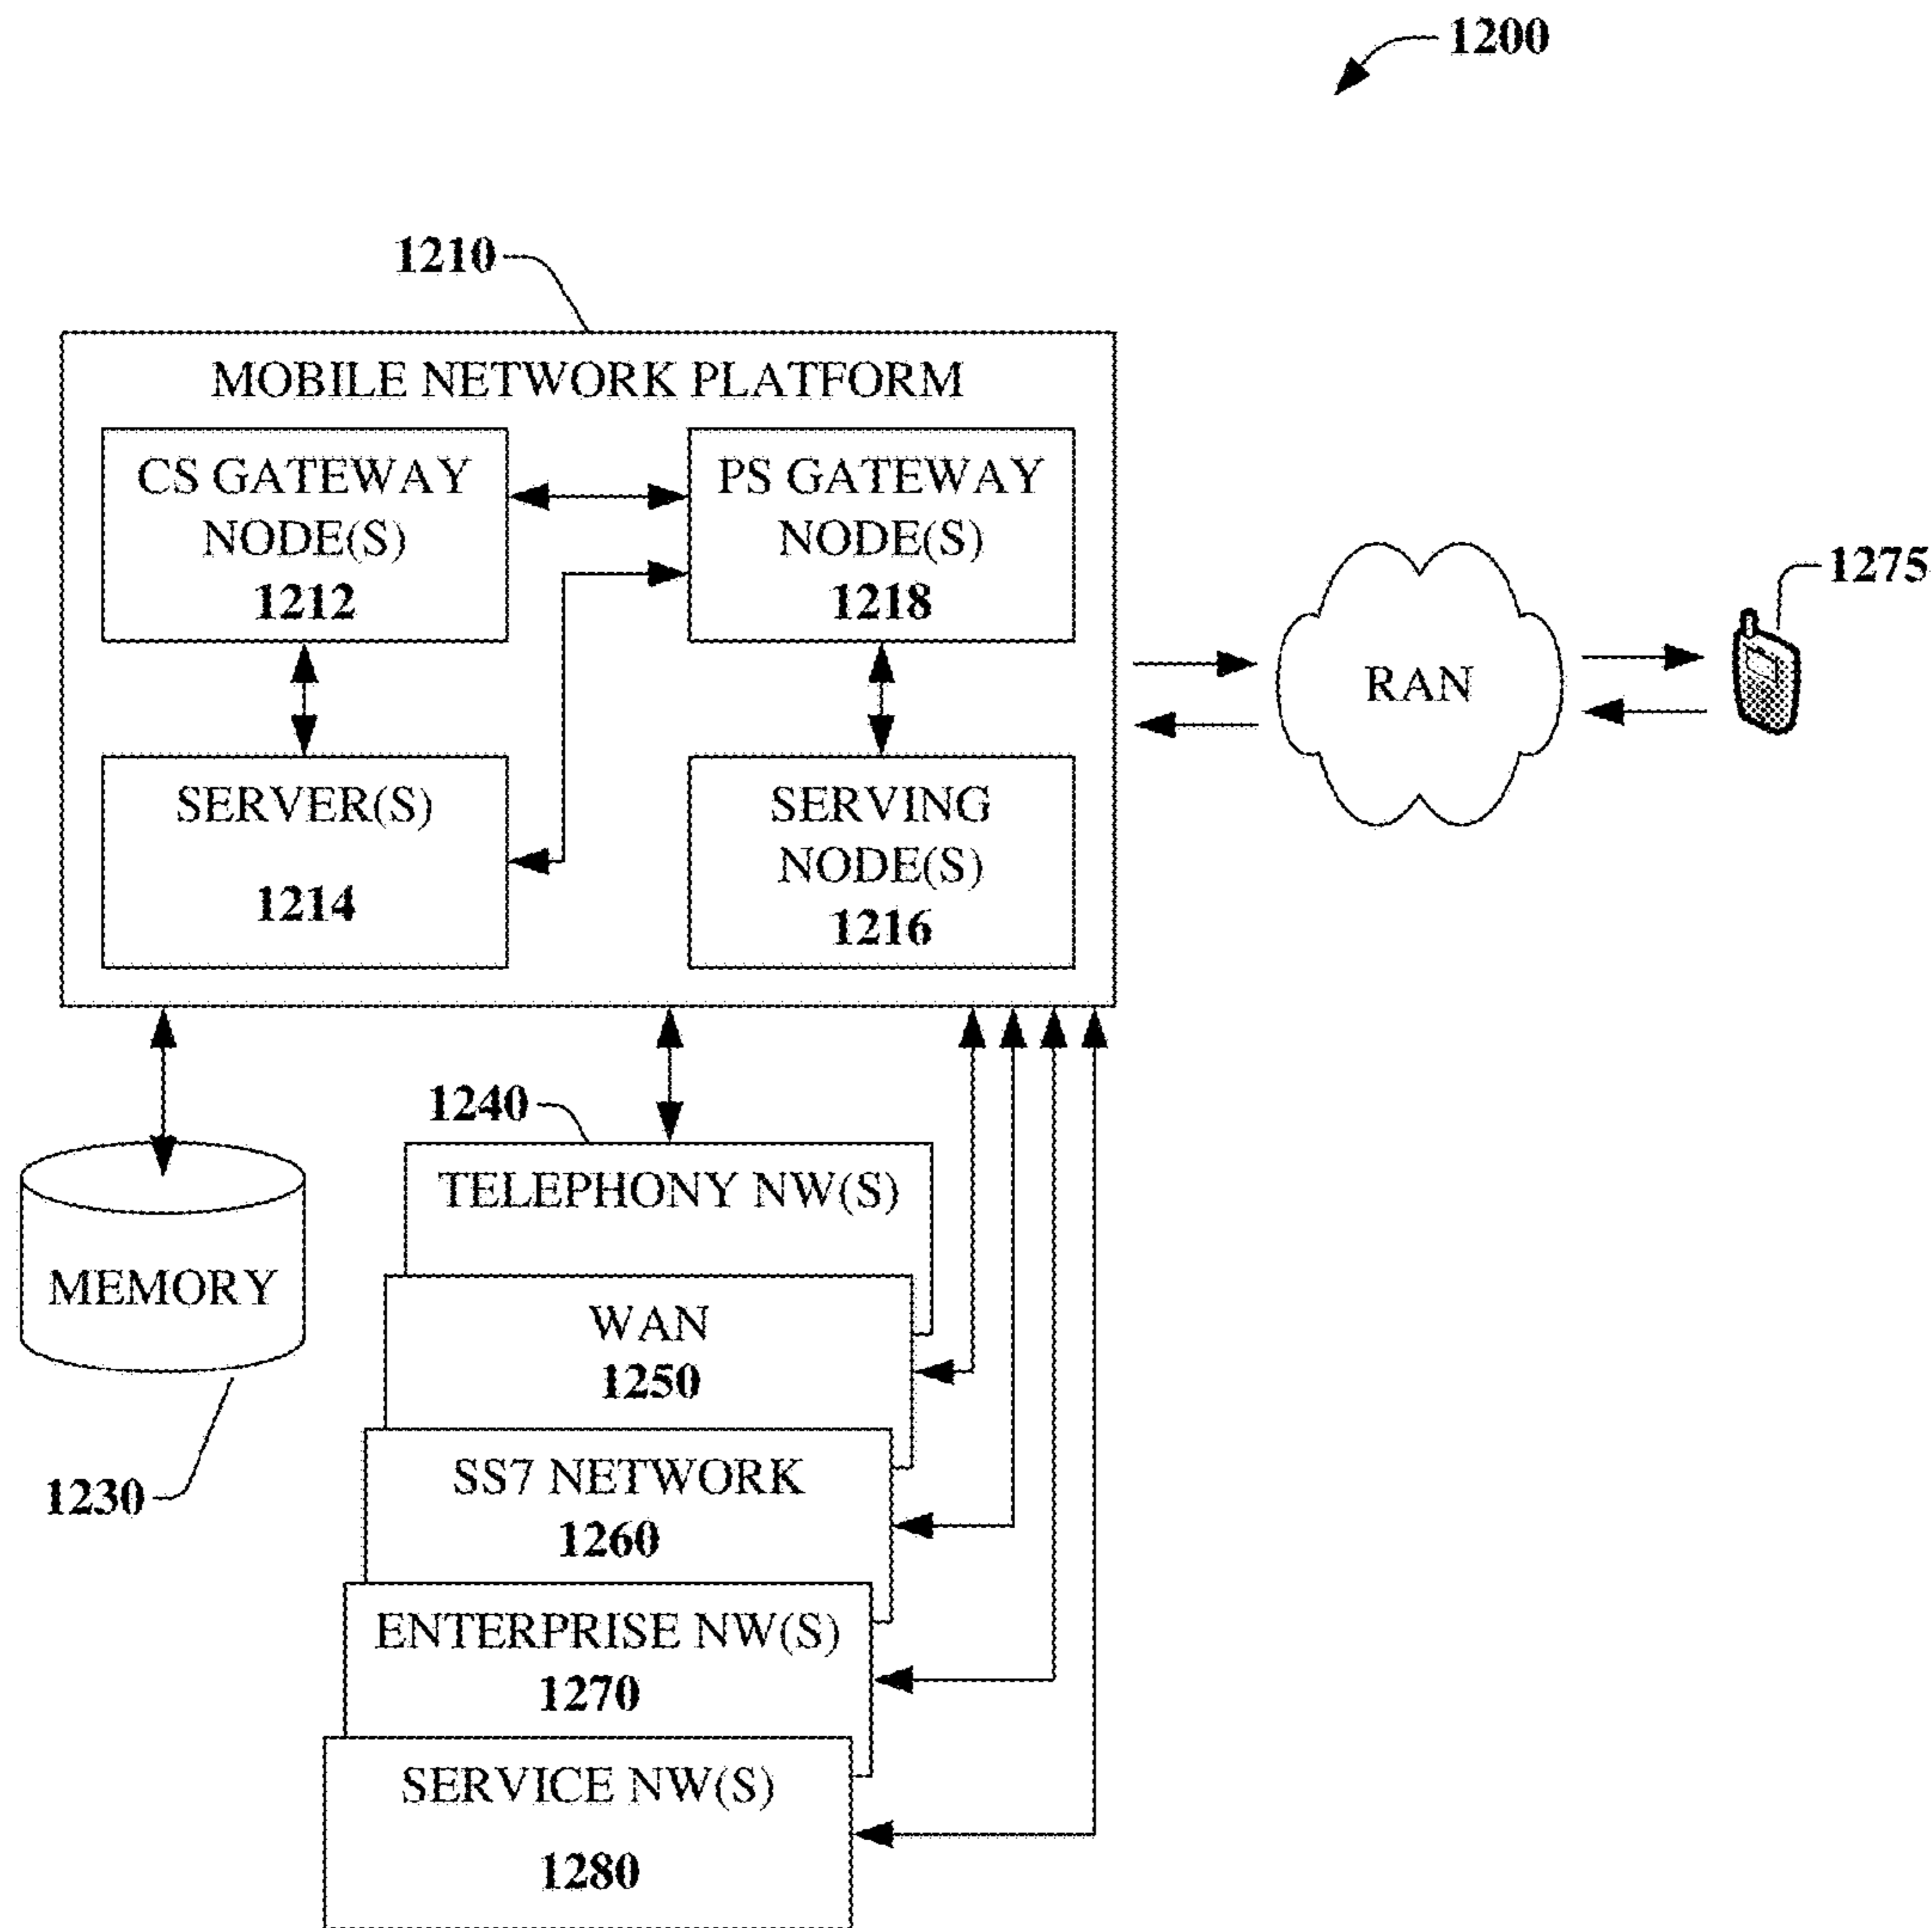 1200
1210
MOBILE NETWORK PLATFORM
CS GATEWAY
NODE(S)
1212
PS GATEWAY
NODE(S)
1218
SERVER(S)
1214
SERVING
NODE(S)
1216
RAN
1275
1240
TELEPHONY NW(S)
MEMORY
1230
WAN
1250
SS7 NETWORK
1260
ENTERPRISE NW(S)
1270
SERVICE NW(S)
1280